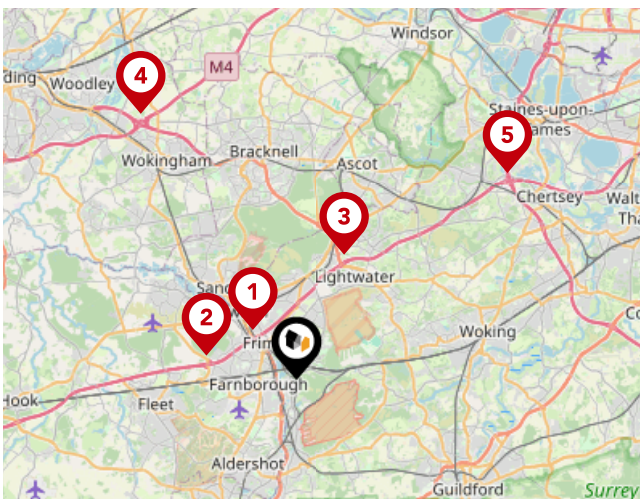 Windsor
M4
4
ding
Woodley
Staines-upon-
ames
5
Wokingham
Bracknell
Ascot
Chertsey
Walt
Tha
3
Lightwater
Sand
1
2
Frim
Woking
Co
Farnborough
Hook
Fleet
Aldershot
Guildford
Surrey